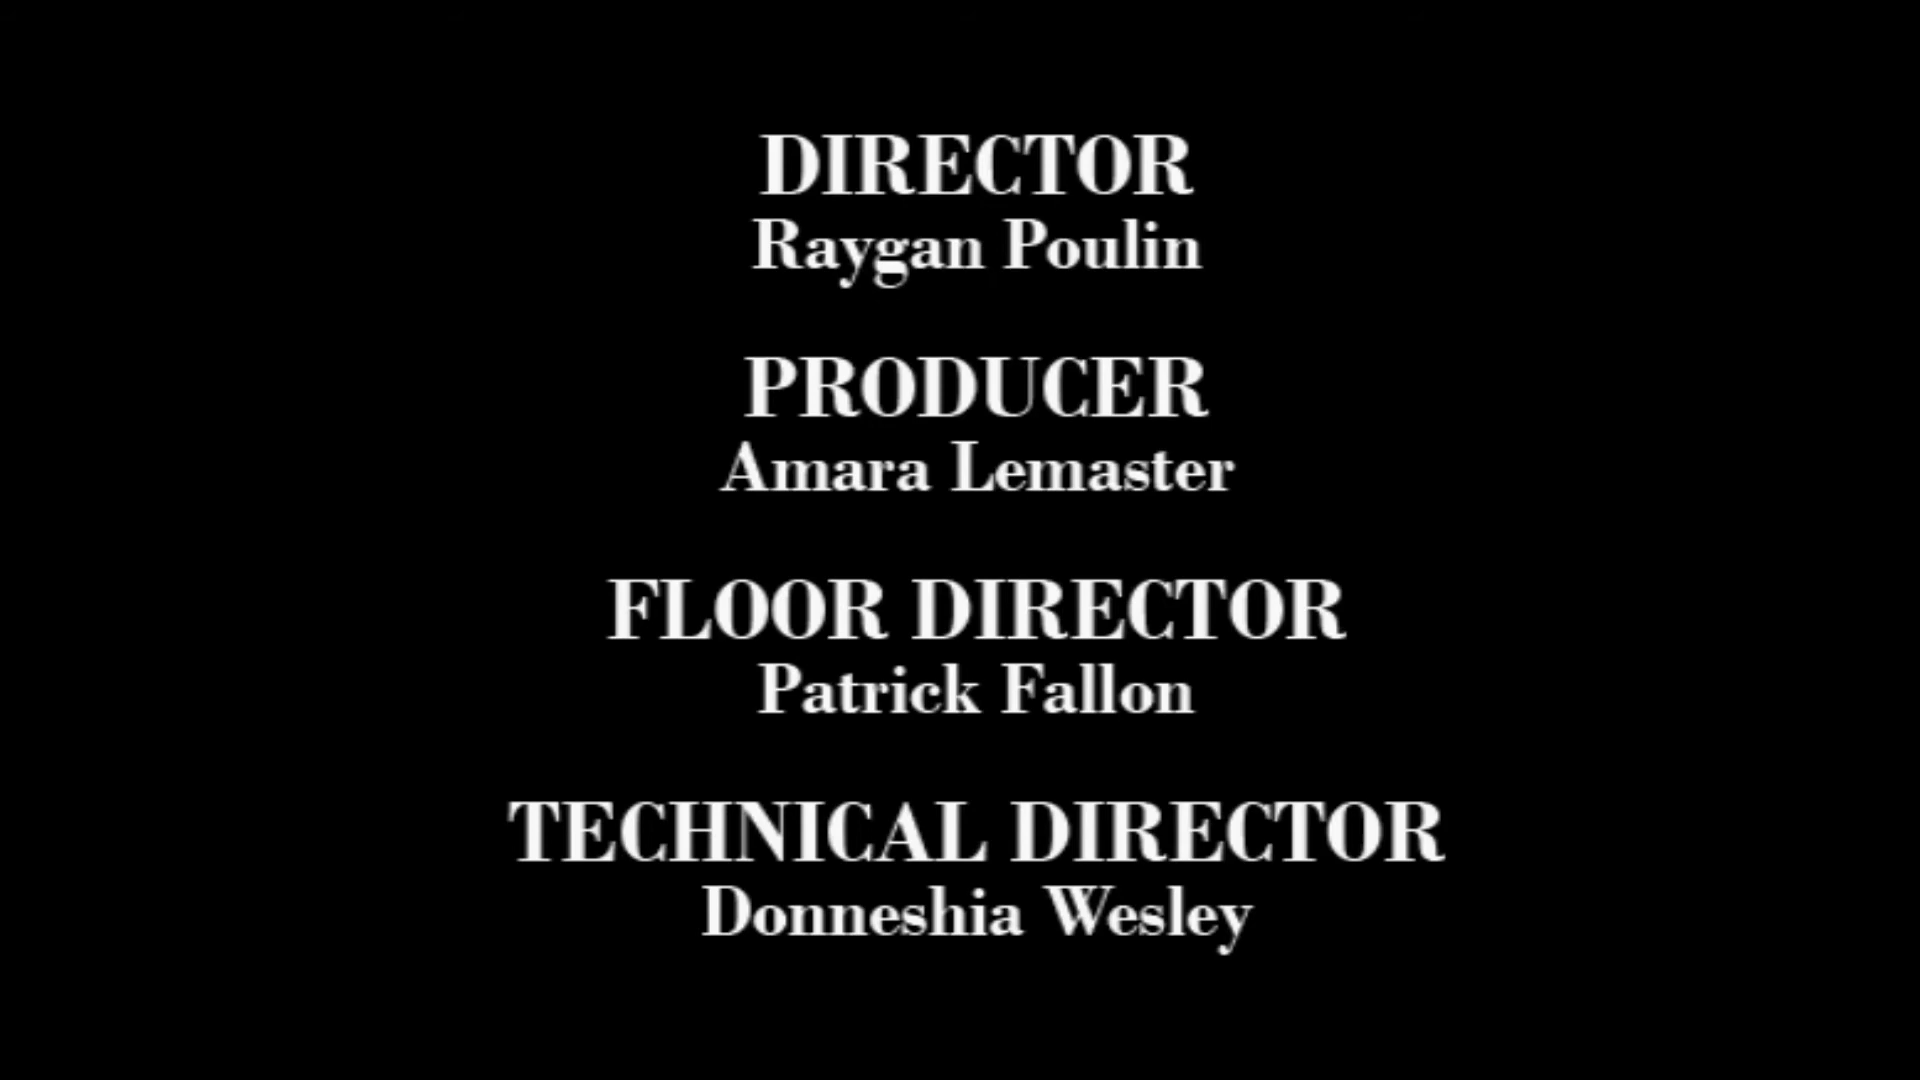 DIRECTOR
Raygan Poulin
PRODUCER
Amara Lemaster
FLOOR DIRECTOR
Patrick Fallon
TECHNICAL DIRECTOR
Donneshia Wesley